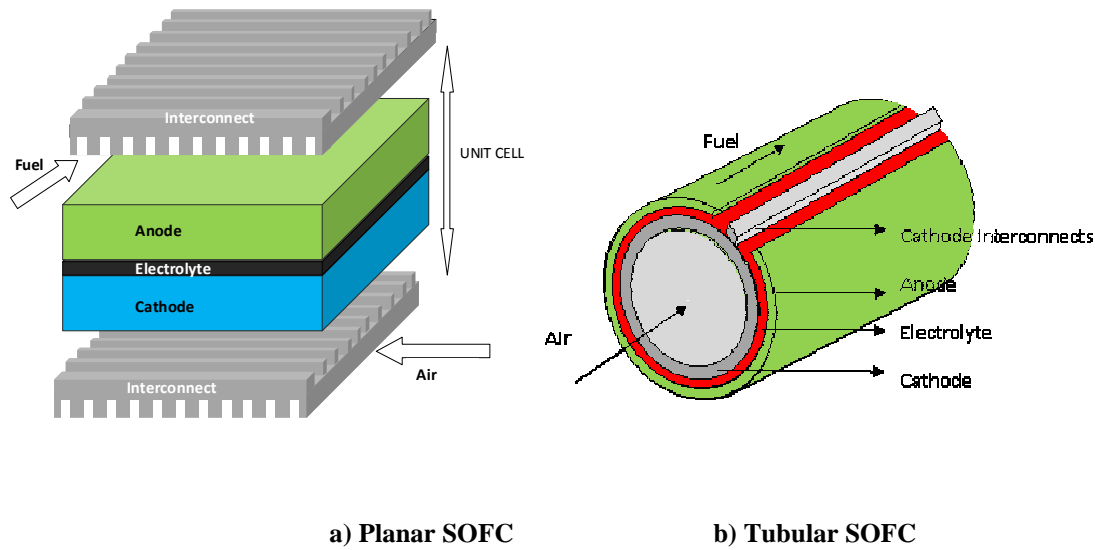 Interconnect
Fuel
UNIT CELL
Anode
Electrolyte
Cathode
Interconnect
Air
Fuel
Cathode interconnects
Anode
Electrolyte
Cathode
Air
a) Planar SOFC
b) Tubular SOFC